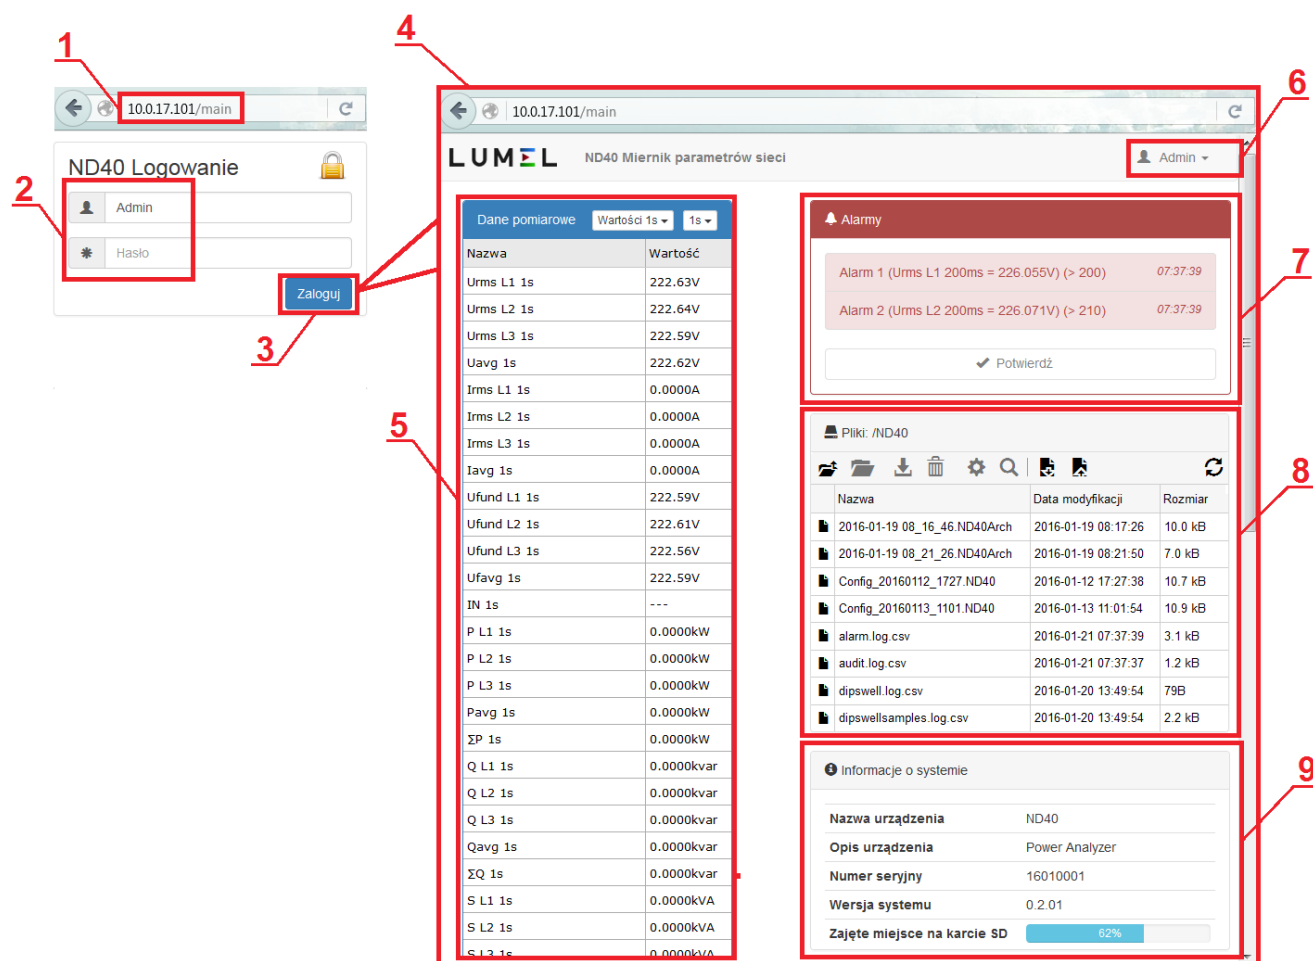 1
10.0.17.101/main
ND40 Logowanie
2
Admin
Hasło
Zaloguj
3
4
10.0.17.101/main
LUMEL
ND40 Miernik parametrów sieci
Admin
6
5
Dane pomiarowe Wartości 1s 1s
Nazwa Wartość
Urms L1 1s 222.63V
Urms L2 1s 222.64V
Urms L3 1s 222.59V
Uavg 1s 222.62V
Irms L1 1s 0.0000A
Irms L2 1s 0.0000A
Irms L3 1s 0.0000A
Iavg 1s 0.0000A
Ufund L1 1s 222.59V
Ufund L2 1s 222.61V
Ufund L3 1s 222.56V
Ufavg 1s 222.59V
IN 1s ---
P L1 1s 0.0000kW
P L2 1s 0.0000kW
P L3 1s 0.0000kW
Pavg 1s 0.0000kW
ΣP 1s 0.0000kW
Q L1 1s 0.0000kvar
Q L2 1s 0.0000kvar
Q L3 1s 0.0000kvar
Qavg 1s 0.0000kvar
ΣQ 1s 0.0000kvar
S L1 1s 0.0000kVA
S L2 1s 0.0000kVA
S L3 1s 0.0000kVA
Alarmy
Alarm 1 (Urms L1 200ms = 226.055V) (> 200) 07:37:39
Alarm 2 (Urms L2 200ms = 226.071V) (> 210) 07:37:39
Potwierdź
7
Pliki: /ND40
8
Nazwa Data modyfikacji Rozmiar
2016-01-19 08_16_46.ND40Arch 2016-01-19 08:17:26 10.0 kB
2016-01-19 08_21_26.ND40Arch 2016-01-19 08:21:50 7.0 kB
Config_20160112_1727.ND40 2016-01-12 17:27:38 10.7 kB
Config_20160113_1101.ND40 2016-01-13 11:01:54 10.9 kB
alarm.log.csv 2016-01-21 07:37:39 3.1 kB
audit.log.csv 2016-01-21 07:37:37 1.2 kB
dipswell.log.csv 2016-01-20 13:49:54 79B
dipswellsamples.log.csv 2016-01-20 13:49:54 2.2 kB
Informacje o systemie
9
Nazwa urządzenia ND40
Opis urządzenia Power Analyzer
Numer seryjny 16010001
Wersja systemu 0.2.01
Zajęte miejsce na karcie SD 62%